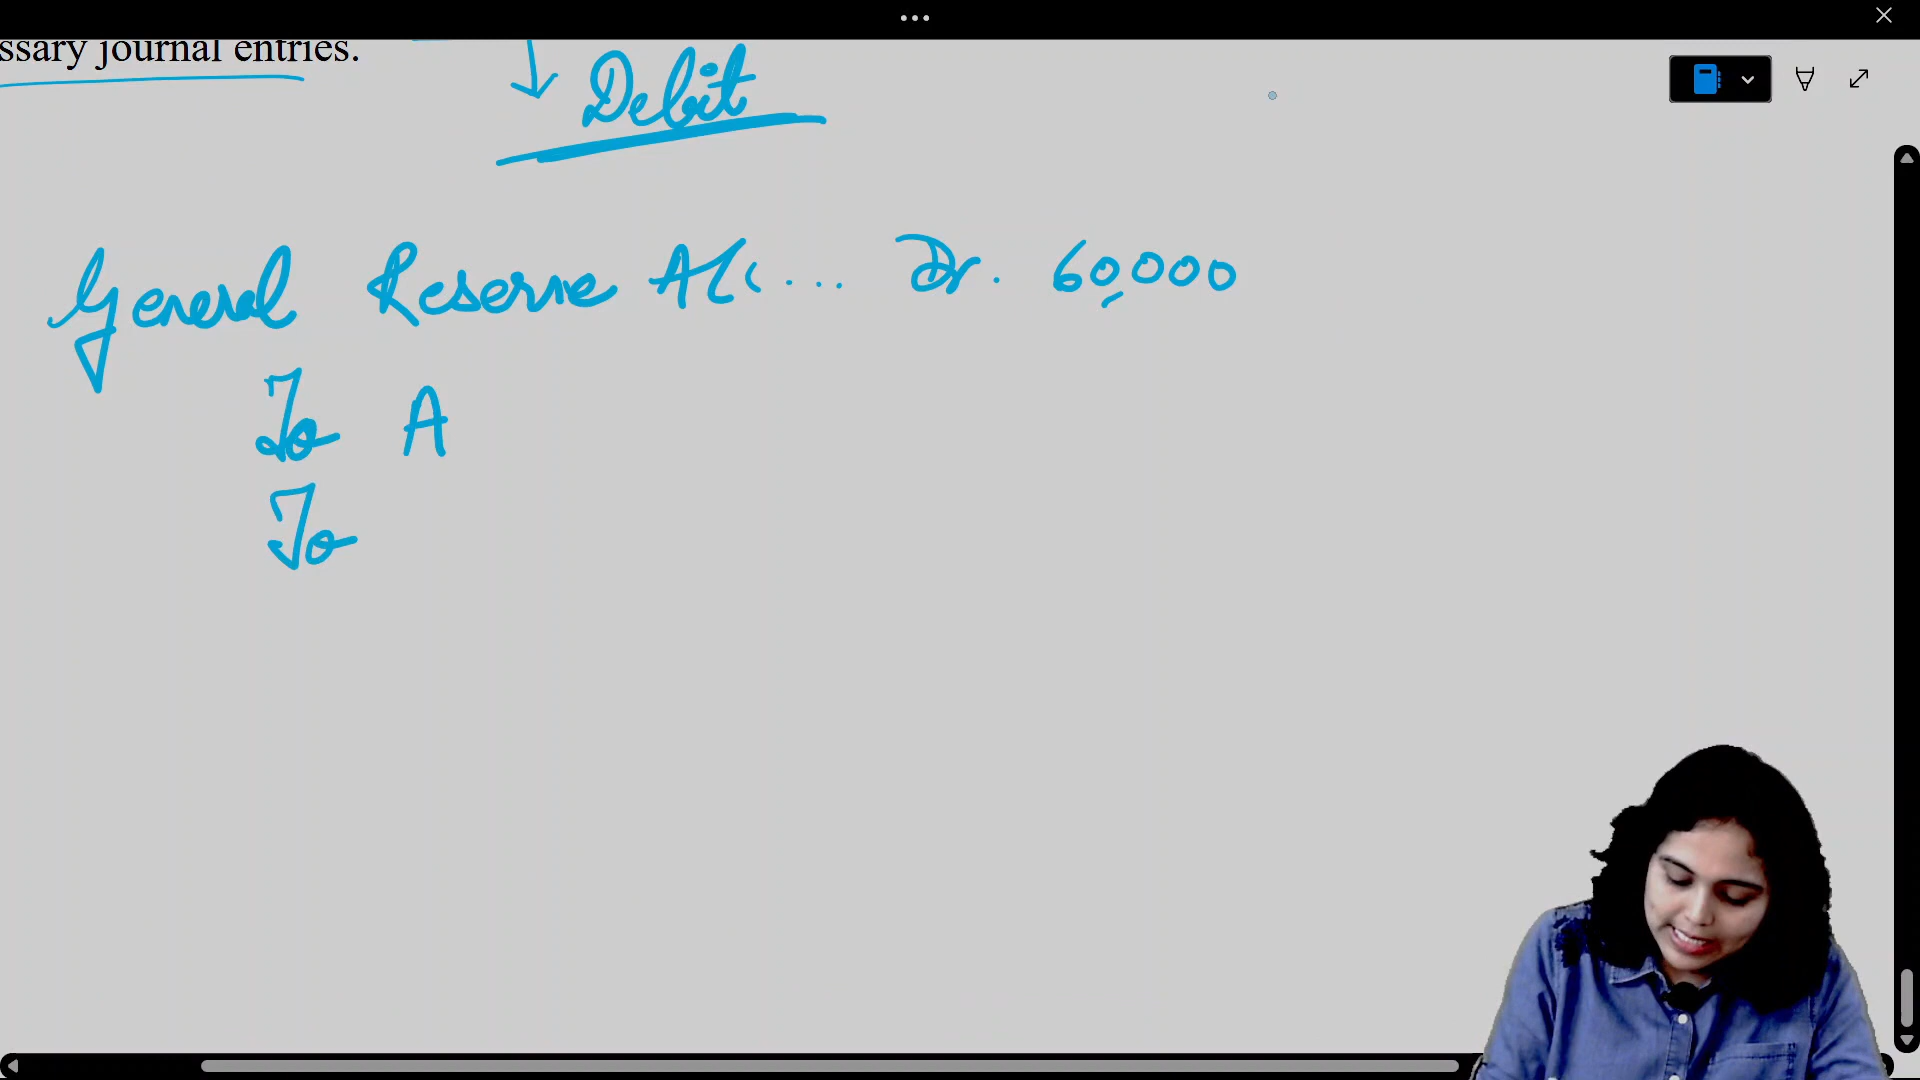 ssary journal entries.
Debit
General Reserve A/c ... Dr. 60,000
To A
To